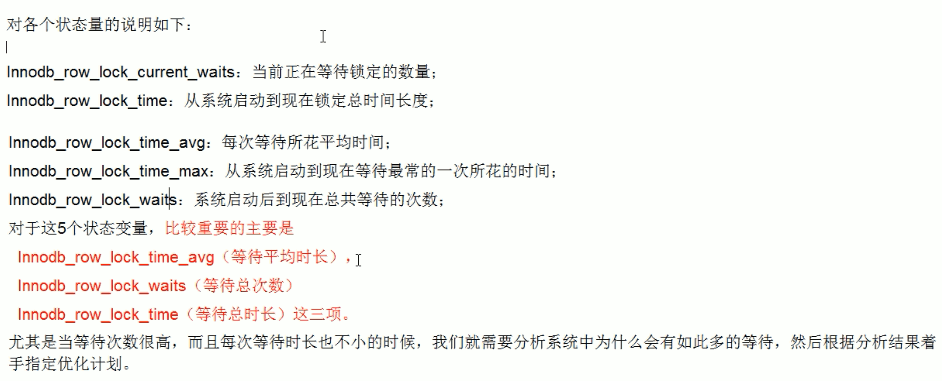 对各个状态量的说明如下：
Innodb_row_lock_current_waits：当前正在等待锁定的数量；
Innodb_row_lock_time：从系统启动到现在锁定总时间长度；
Innodb_row_lock_time_avg：每次等待所花平均时间；
Innodb_row_lock_time_max：从系统启动到现在等待最常的一次所花的时间；
Innodb_row_lock_waits：系统启动后到现在总共等待的次数；
对于这5个状态变量，比较重要的主要是
Innodb_row_lock_time_avg（等待平均时长），
Innodb_row_lock_waits（等待总次数）
Innodb_row_lock_time（等待总时长）这三项。
尤其是当等待次数很高，而且每次等待时长也不小的时候，我们就需要分析系统中为什么会有如此多的等待，然后根据分析结果着
手指定优化计划。